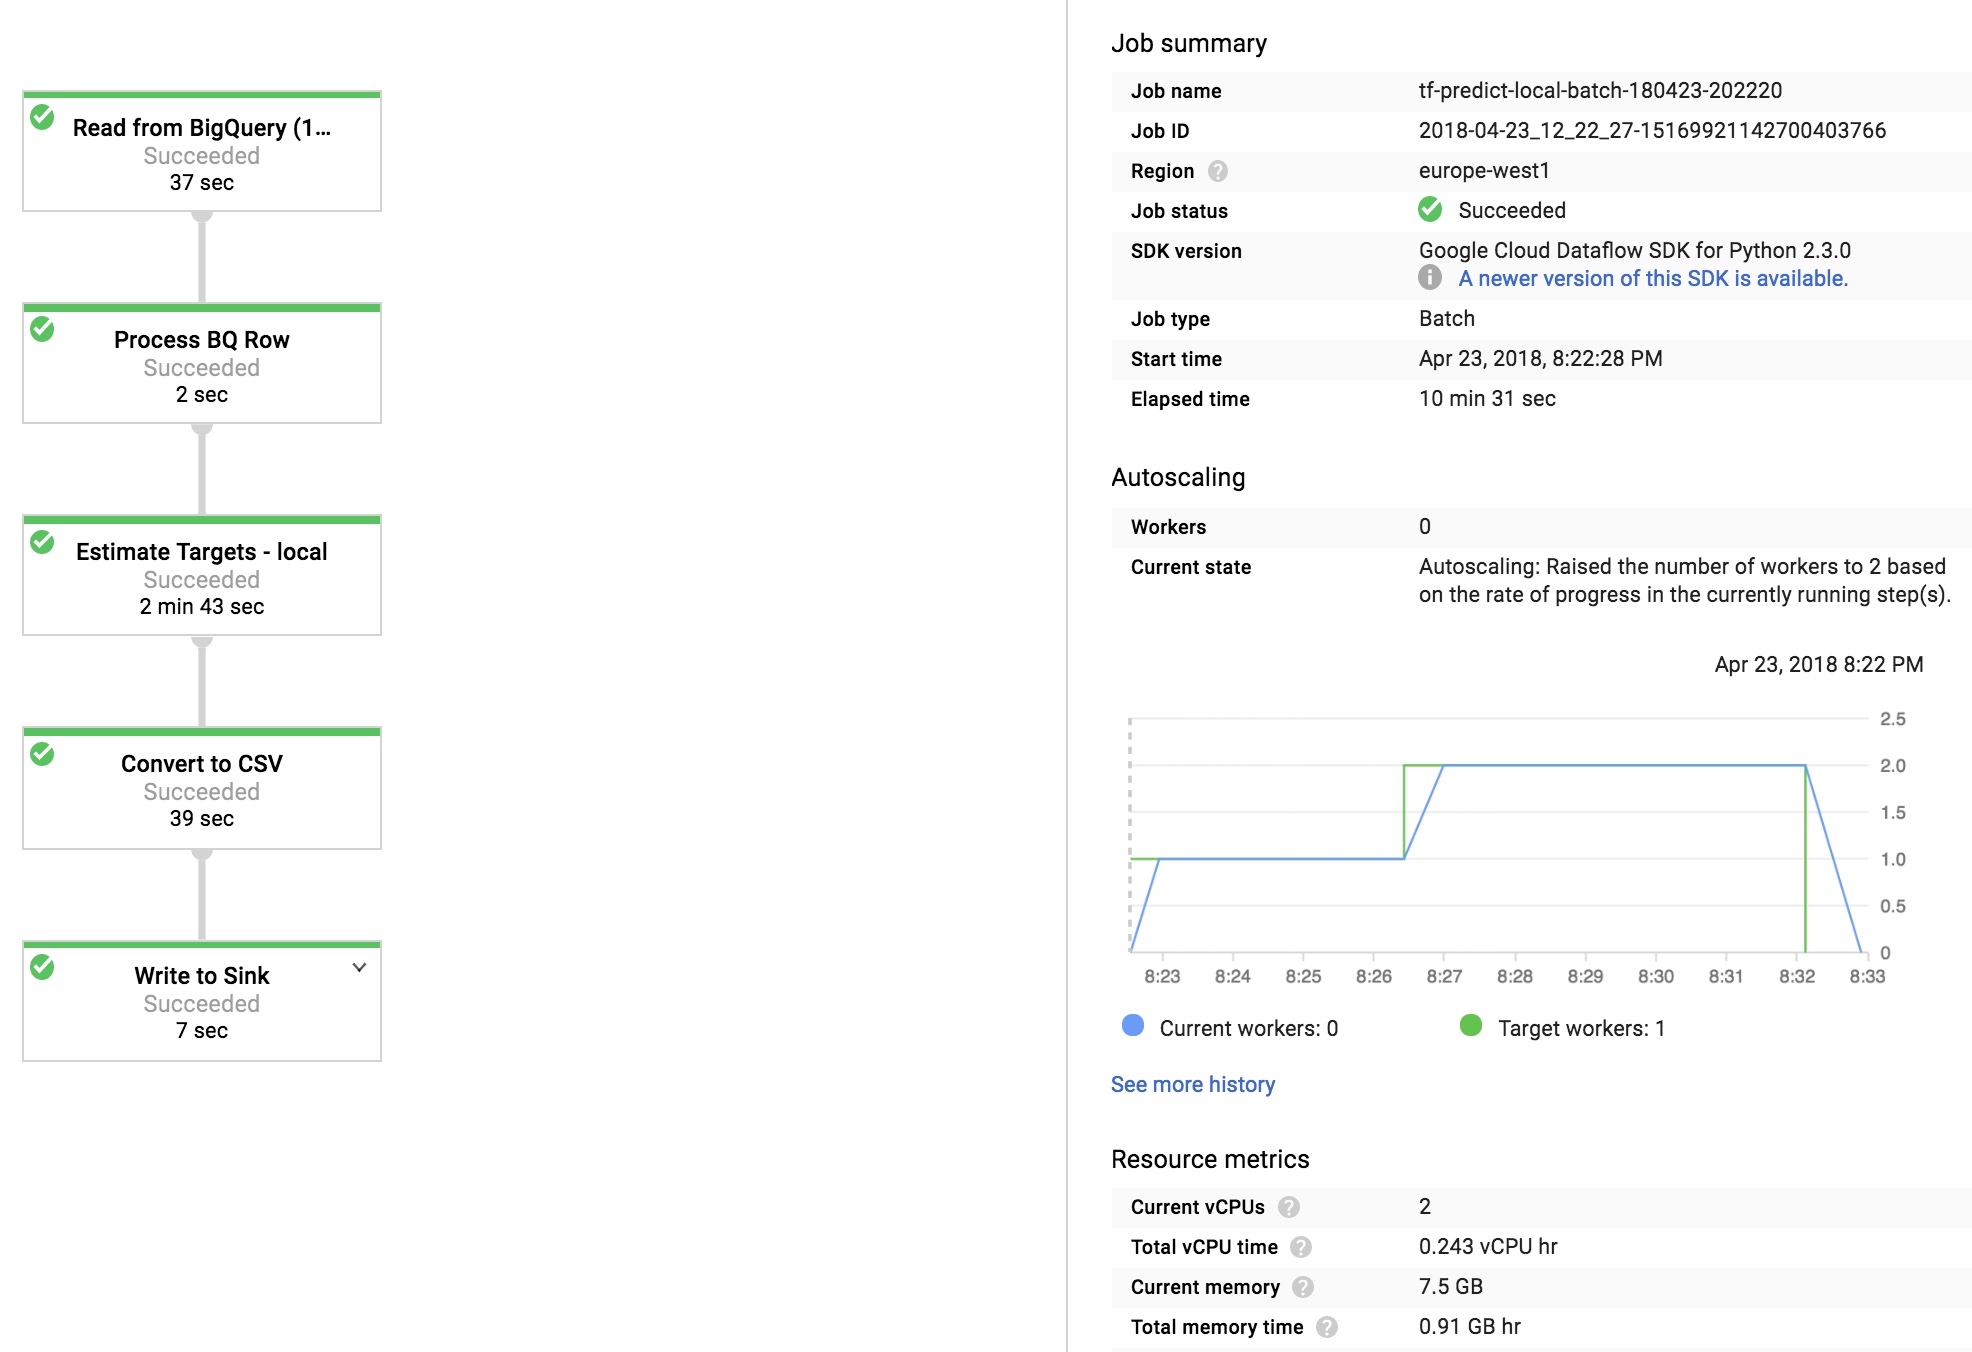 Read from BigQuery (1...
Succeeded
37 sec
Process BQ Row
Succeeded
2 sec
Estimate Targets - local
Succeeded
2 min 43 sec
Convert to CSV
Succeeded
39 sec
Write to Sink
Succeeded
7 sec
Job summary
Job name tf-predict-local-batch-180423-202220
Job ID 2018-04-23_12_22_27-15169921142700403766
Region ? europe-west1
Job status Succeeded
SDK version Google Cloud Dataflow SDK for Python 2.3.0
A newer version of this SDK is available.
Job type Batch
Start time Apr 23, 2018, 8:22:28 PM
Elapsed time 10 min 31 sec
Autoscaling
Workers 0
Current state Autoscaling: Raised the number of workers to 2 based
on the rate of progress in the currently running step(s).
Apr 23, 2018 8:22 PM
2.5
2.0
1.5
1.0
0.5
0
8:23 8:24 8:25 8:26 8:27 8:28 8:29 8:30 8:31 8:32 8:33
Current workers: 0 Target workers: 1
See more history
Resource metrics
Current vCPUs ? 2
Total vCPU time ? 0.243 vCPU hr
Current memory ? 7.5 GB
Total memory time ? 0.91 GB hr